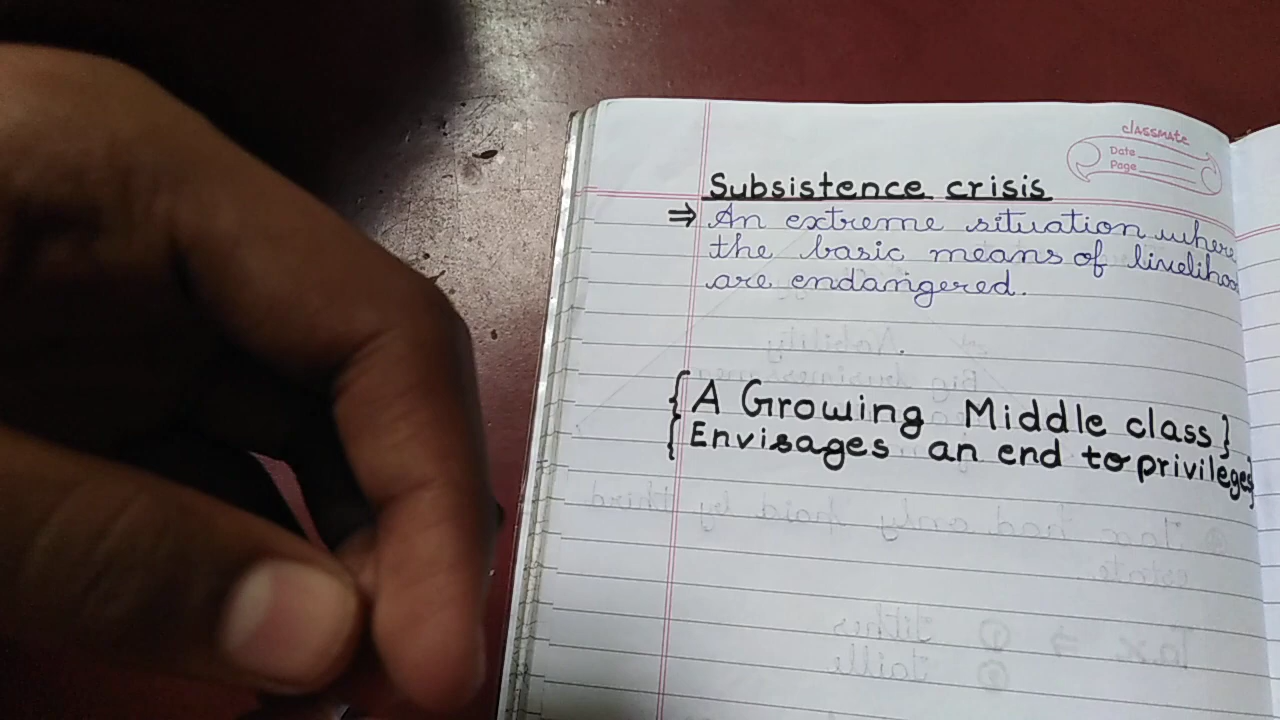 classmate
Date
Page
Subsistence crisis
⇒ An extreme situation where
the basic means of livelihoo
are endangered.
{A Growing Middle class}
{Envisages an end to privileges}